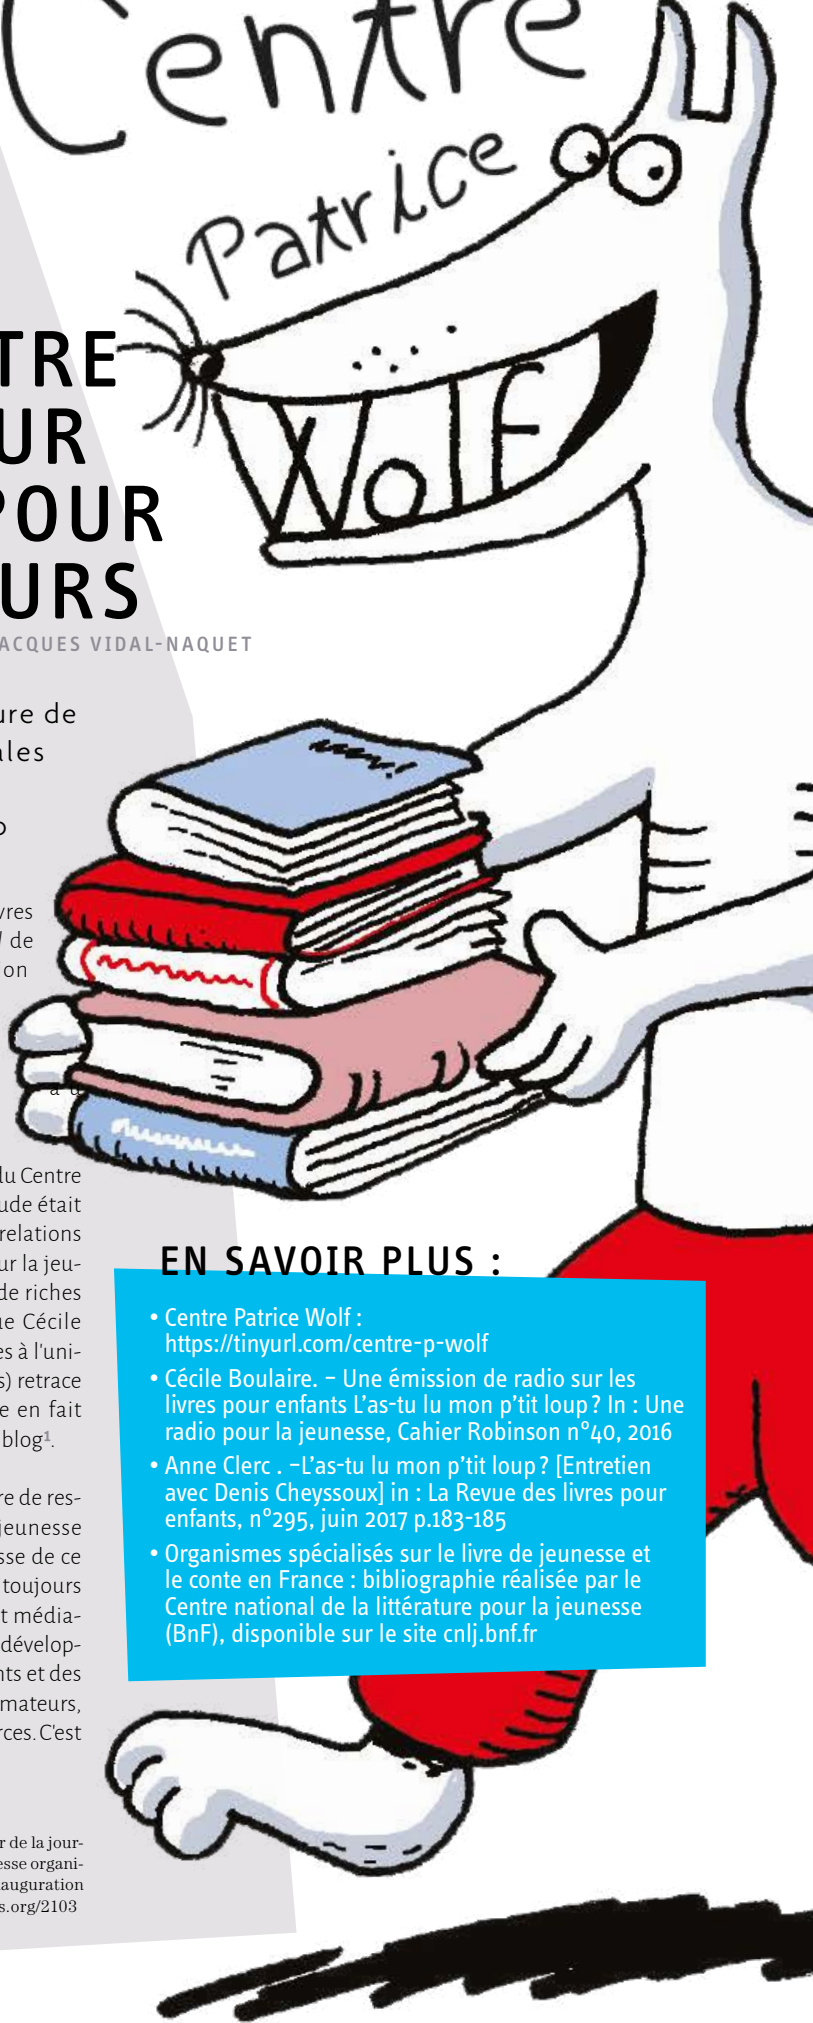 Centre
Patrice
Wolf
TRE
UR
POUR
URS
ACQUES VIDAL-NAQUET
ure de
ales
o
vres
de
on
a u
du Centre
ude était
relations
ur la jeu-
de riches
ue Cécile
es à l'uni-
s) retrace
e en fait
blog¹.
re de res-
jeunesse
sse de ce
toujours
t média-
dévelop-
nts et des
mateurs,
rces. C'est
r de la jour-
esse organi-
auguration
s.org/2103
EN SAVOIR PLUS :
• Centre Patrice Wolf :
https://tinyurl.com/centre-p-wolf
• Cécile Boulaire. – Une émission de radio sur les
livres pour enfants L'as-tu lu mon p'tit loup ? In : Une
radio pour la jeunesse, Cahier Robinson n°40, 2016
• Anne Clerc . –L'as-tu lu mon p'tit loup ? [Entretien
avec Denis Cheyssoux] in : La Revue des livres pour
enfants, n°295, juin 2017 p.183-185
• Organismes spécialisés sur le livre de jeunesse et
le conte en France : bibliographie réalisée par le
Centre national de la littérature pour la jeunesse
(BnF), disponible sur le site cnlj.bnf.fr